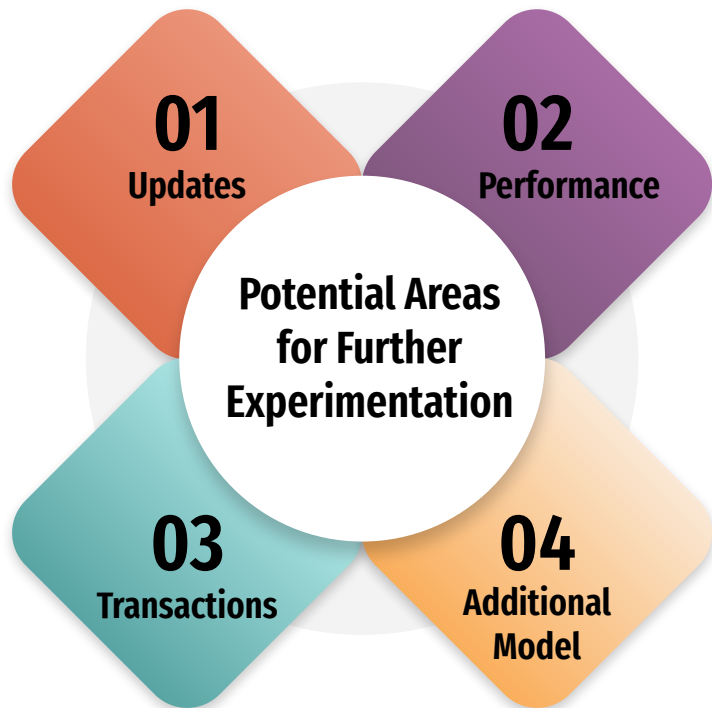 01
Updates
02
Performance
Potential Areas
for Further
Experimentation
03
Transactions
04
Additional
Model